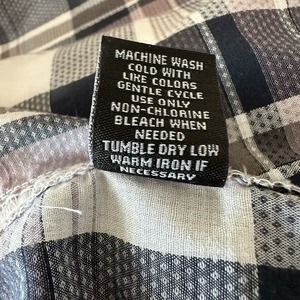 MACHINE WASH
COLD WITH
LIKE COLORS
GENTLE CYCLE
USE ONLY
NON-CHLORINE
BLEACH WHEN
NEEDED
TUMBLE DRY LOW
WARM IRON IF
NECESSARY